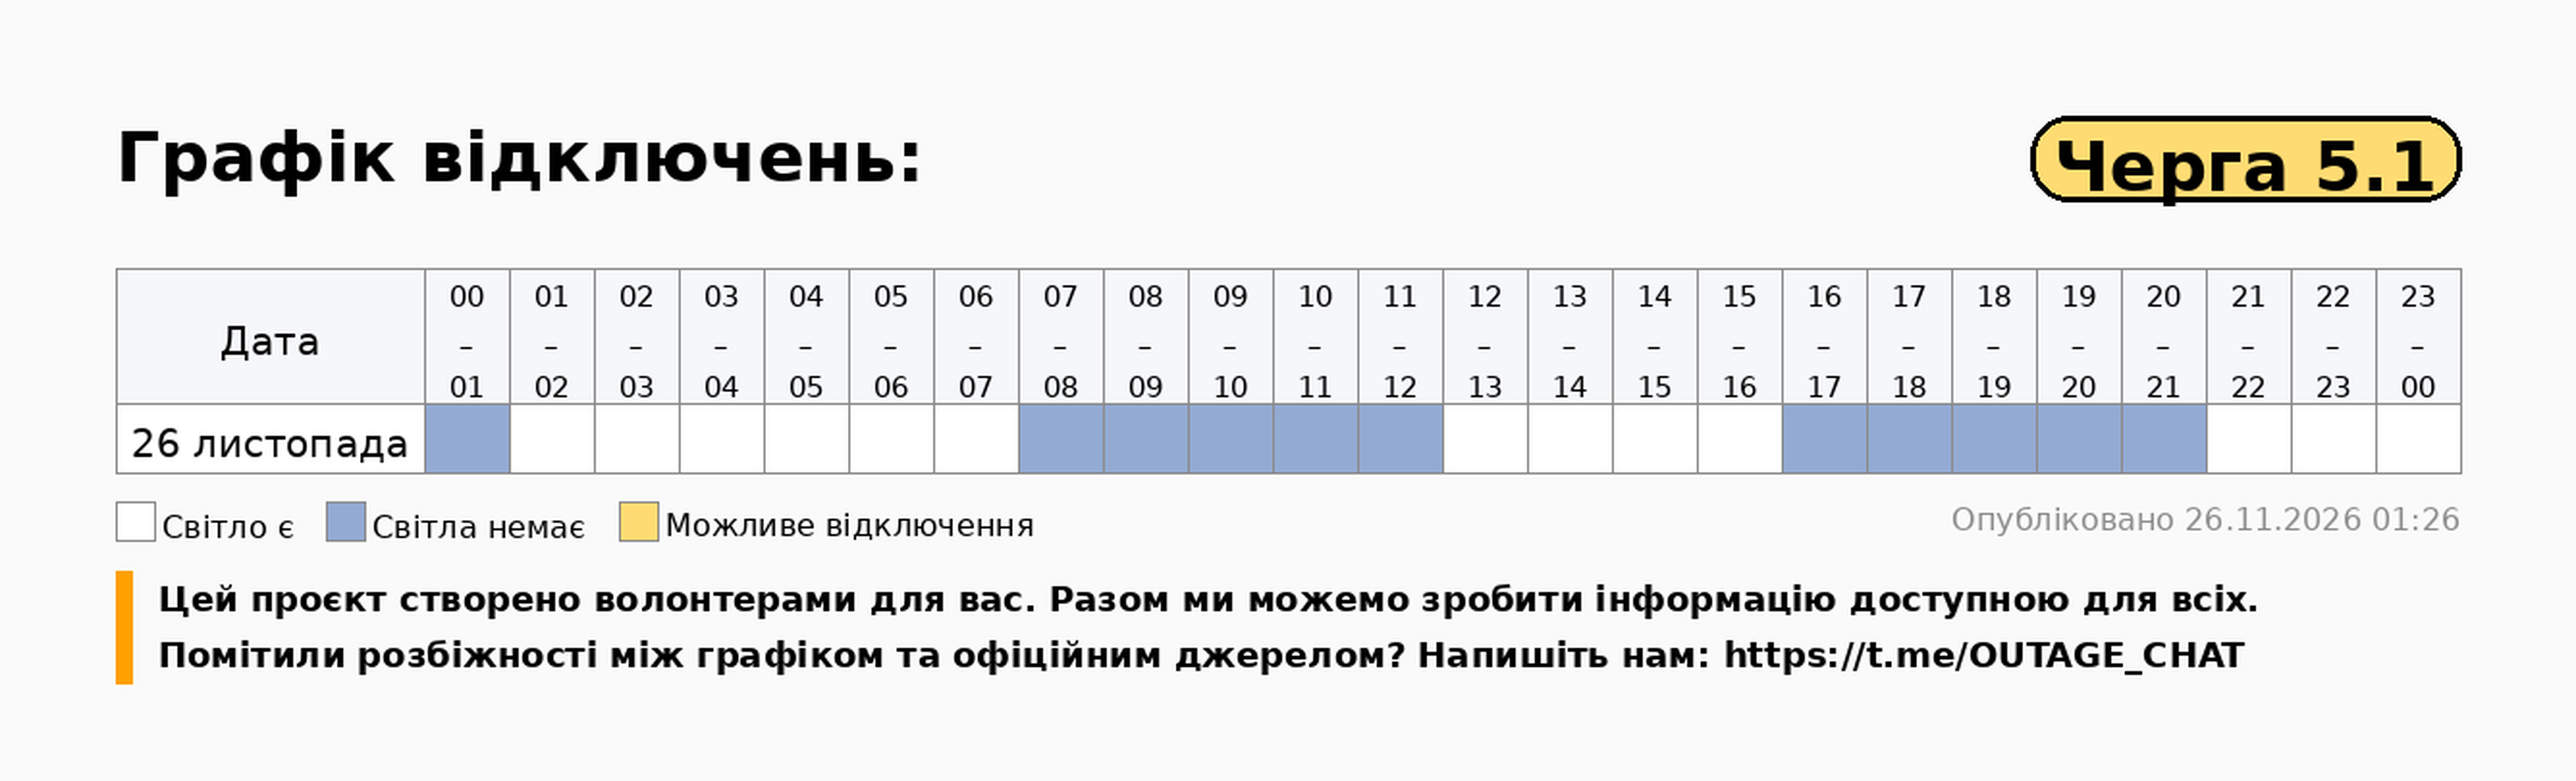 Графік відключень:
Черга 5.1
Дата 00 – 01 01 – 02 02 – 03 03 – 04 04 – 05 05 – 06 06 – 07 07 – 08 08 – 09 09 – 10 10 – 11 11 – 12 12 – 13 13 – 14 14 – 15 15 – 16 16 – 17 17 – 18 18 – 19 19 – 20 20 – 21 21 – 22 22 – 23 23 – 00
26 листопада
Світло є Світла немає Можливе відключення
Опубліковано 26.11.2026 01:26
Цей проєкт створено волонтерами для вас. Разом ми можемо зробити інформацію доступною для всіх.
Помітили розбіжності між графіком та офіційним джерелом? Напишіть нам: https://t.me/OUTAGE_CHAT